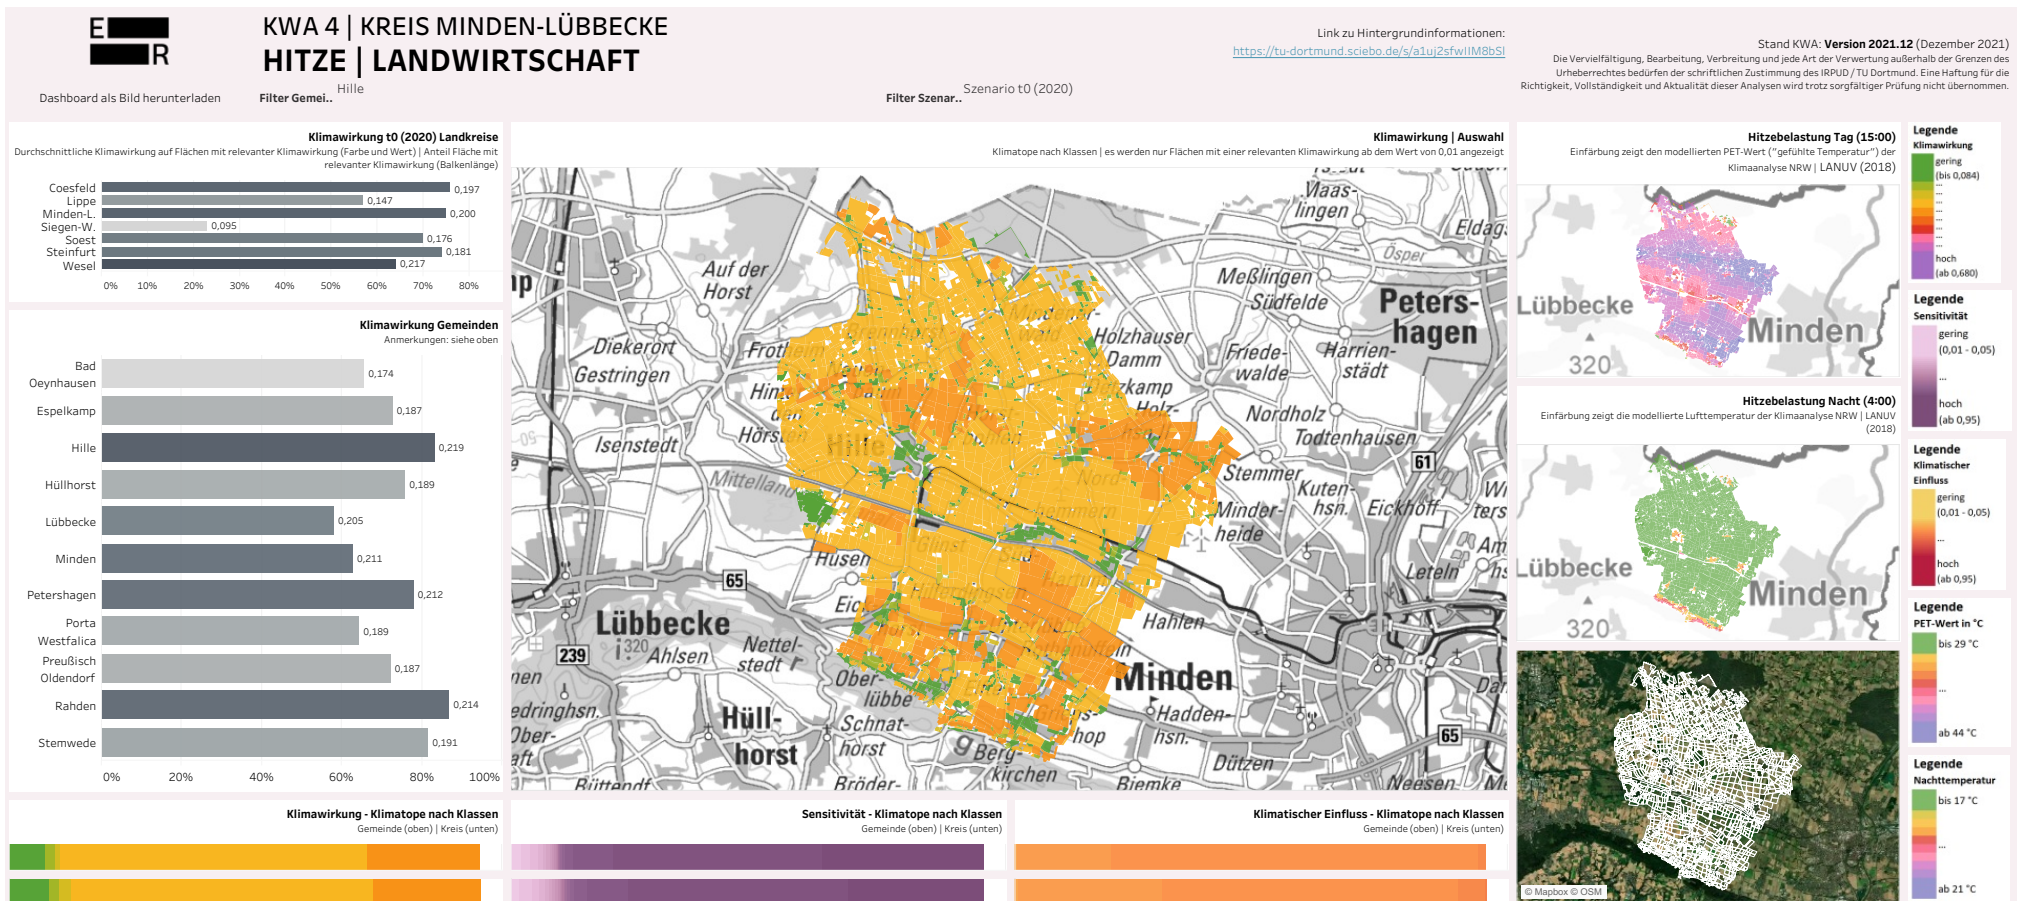 E
R
KWA 4 | KREIS MINDEN-LÜBBECKE
HITZE | LANDWIRTSCHAFT
Link zu Hintergrundinformationen:
Stand KWA: Version 2021.12 (Dezember 2021)
Die Vervielfältigung, Bearbeitung, Verbreitung und jede Art der Verwertung außerhalb der Grenzen des
Urheberrechtes bedürfen der schriftlichen Zustimmung des IRPUD / TU Dortmund. Eine Haftung für die
Richtigkeit, Vollständigkeit und Aktualität dieser Analysen wird trotz sorgfältiger Prüfung nicht übernommen.
Dashboard als Bild herunterladen
Filter Gemei.. Hille
Filter Szenar.. Szenario t0 (2020)
Klimawirkung t0 (2020) Landkreise
Durchschnittliche Klimawirkung auf Flächen mit relevanter Klimawirkung (Farbe und Wert) | Anteil Fläche mit
relevanter Klimawirkung (Balkenlänge)
Coesfeld 0,197
Lippe 0,147
Minden-L. 0,200
Siegen-W. 0,095
Soest 0,176
Steinfurt 0,181
Wesel 0,217
0% 10% 20% 30% 40% 50% 60% 70% 80%
Klimawirkung Gemeinden
Anmerkungen: siehe oben
Bad
Oeynhausen 0,174
Espelkamp 0,187
Hille 0,219
Hüllhorst 0,189
Lübbecke 0,205
Minden 0,211
Petershagen 0,212
Porta
Westfalica 0,189
Preußisch
Oldendorf 0,187
Rahden 0,214
Stemwede 0,191
0% 20% 40% 60% 80% 100%
Klimawirkung | Auswahl
Klimatope nach Klassen | es werden nur Flächen mit einer relevanten Klimawirkung ab dem Wert von 0,01 angezeigt
Maas-
lingen
Eldag
Ösper
Auf der
Horst
Meßlingen
Südfelde
Peters-
hagen
Diekerort
Gestringen
Frotheim
Holzhauser
Damm
Friede-
walde
Harrien-
städt
Nordholz
Todtenhausen
Isenstedt
Hille
Mittelland
Stemmer
61
Kuten-
hsn.
Eickhoff
Minder-
heide
Husen
65
Leteln
Lübbecke
320
239
Ahlsen
Nettel-
stedt
Hahlen
Minden
Ober-
lübbe
Hadden-
hsn.
Hüll-
horst
Schnat-
horst
hop
65
Berg-
kirchen
Dützen
Büttendf
Bröder-
Biemke
Neesen
Hitzebelastung Tag (15:00)
Einfärbung zeigt den modellierten PET-Wert ("gefühlte Temperatur") der
Klimaanalyse NRW | LANUV (2018)
Lübbecke
Minden
320
Hitzebelastung Nacht (4:00)
Einfärbung zeigt die modellierte Lufttemperatur der Klimaanalyse NRW | LANUV
(2018)
Lübbecke
Minden
320
© Mapbox © OSM
Legende
Klimawirkung
gering
(bis 0,084)
...
...
...
...
...
...
...
hoch
(ab 0,680)
Legende
Sensitivität
gering
(0,01 - 0,05)
...
hoch
(ab 0,95)
Legende
Klimatischer
Einfluss
gering
(0,01 - 0,05)
...
hoch
(ab 0,95)
Legende
PET-Wert in °C
bis 29 °C
...
ab 44 °C
Legende
Nachttemperatur
bis 17 °C
...
ab 21 °C
Klimawirkung - Klimatope nach Klassen
Gemeinde (oben) | Kreis (unten)
Sensitivität - Klimatope nach Klassen
Gemeinde (oben) | Kreis (unten)
Klimatischer Einfluss - Klimatope nach Klassen
Gemeinde (oben) | Kreis (unten)